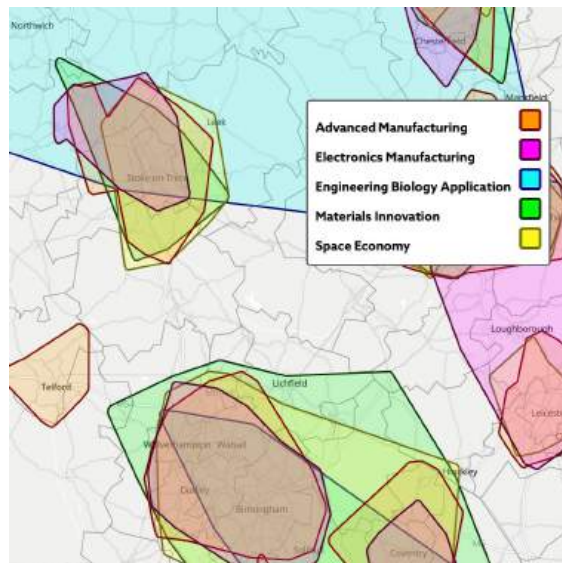 Northwich
Chesterfield
Mansfield
Leek
Advanced Manufacturing
Electronics Manufacturing
Engineering Biology Application
Materials Innovation
Space Economy
Stoke-on-Trent
Loughborough
Telford
Lichfield
Wolverhampton Walsall
Hinckley
Dudley
Birmingham
Coventry